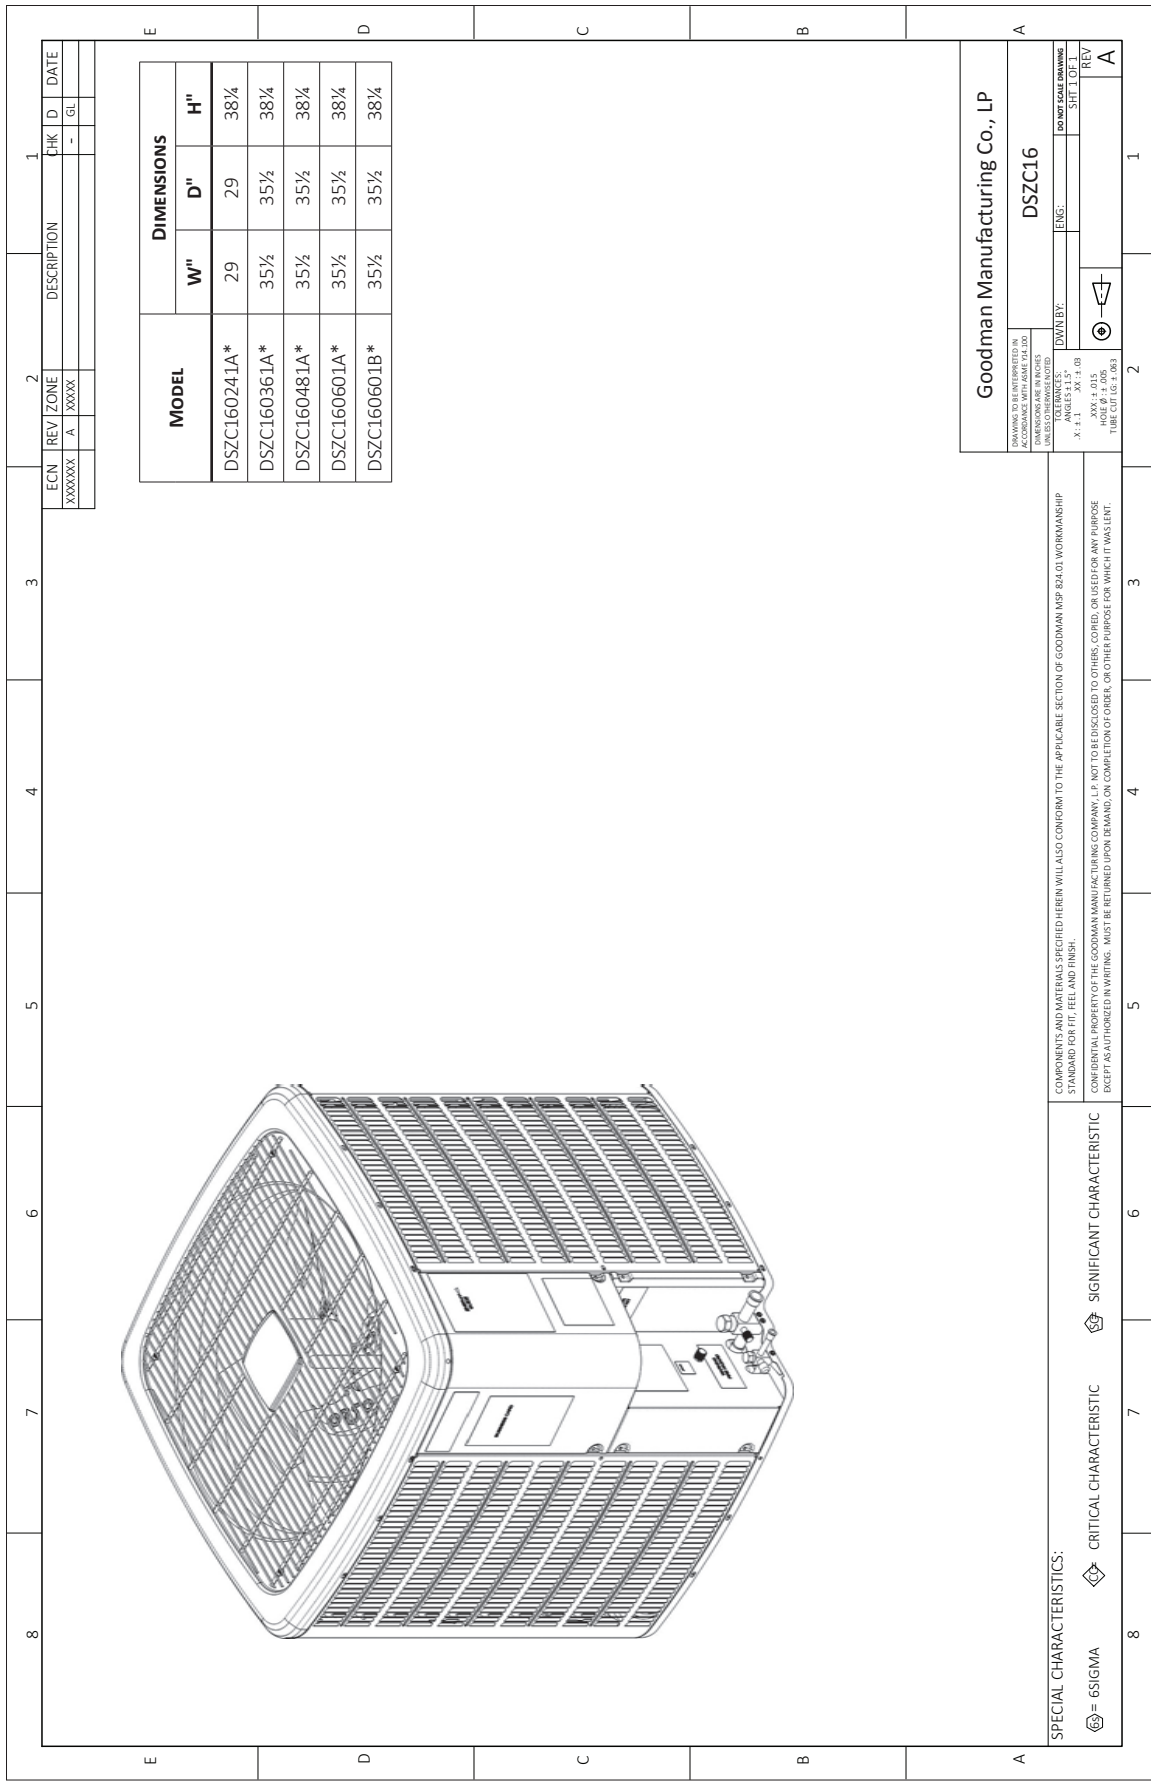 8 7 6 5 4 3 2 1
ECN REV ZONE DESCRIPTION CHK D DATE
XXXXXX A XXXXX – GL
E E
D D
C C
B B
A A
MODEL DIMENSIONS
W" D" H"
DSZC160241A* 29 29 38¼
DSZC160361A* 35½ 35½ 38¼
DSZC160481A* 35½ 35½ 38¼
DSZC160601A* 35½ 35½ 38¼
DSZC160601B* 35½ 35½ 38¼
SPECIAL CHARACTERISTICS:
6S = 6SIGMA CC= CRITICAL CHARACTERISTIC SC= SIGNIFICANT CHARACTERISTIC
COMPONENTS AND MATERIALS SPECIFIED HEREIN WILL ALSO CONFORM TO THE APPLICABLE SECTION OF GOODMAN MSP 824.01 WORKMANSHIP
STANDARD FOR FIT, FEEL AND FINISH.
CONFIDENTIAL PROPERTY OF THE GOODMAN MANUFACTURING COMPANY, L.P. NOT TO BE DISCLOSED TO OTHERS, COPIED, OR USED FOR ANY PURPOSE
EXCEPT AS AUTHORIZED IN WRITING. MUST BE RETURNED UPON DEMAND, ON COMPLETION OF ORDER, OR OTHER PURPOSE FOR WHICH IT WAS LENT.
Goodman Manufacturing Co., LP
DRAWING TO BE INTERPRETED IN
ACCORDANCE WITH ASME Y14.100
DIMENSIONS ARE IN INCHES
UNLESS OTHERWISE NOTED
DSZC16
TOLERANCES:
ANGLES ± 1.5°
.X : ± .1 .XX : ± .03
.XXX : ± .015
HOLE Ø : ± .005
TUBE CUT LG: ± .063
DWN BY: ENG: DO NOT SCALE DRAWING
SHT 1 OF 1
REV
A
8 7 6 5 4 3 2 1